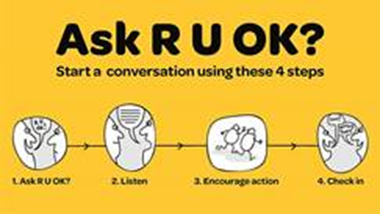 Ask R U OK?
Start a conversation using these 4 steps
1. Ask R U OK?
2. Listen
3. Encourage action
4. Check in